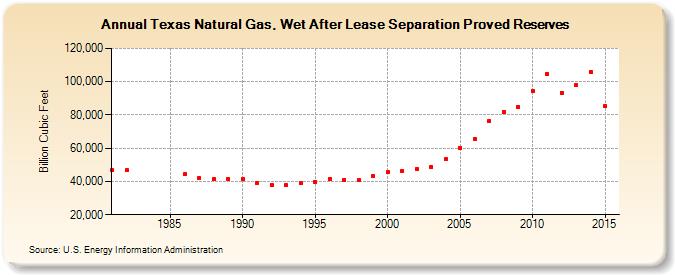 Annual Texas Natural Gas, Wet After Lease Separation Proved Reserves
Billion Cubic Feet
120,000
100,000
80,000
60,000
40,000
20,000
1985 1990 1995 2000 2005 2010 2015
Source: U.S. Energy Information Administration